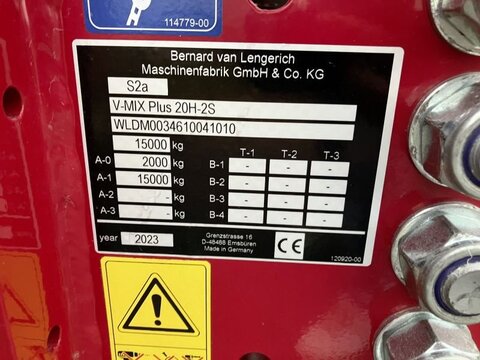 114779-00
Bernard van Lengerich
Maschinenfabrik GmbH & Co. KG
S2a
V-MIX Plus 20H-2S
WLDM0034610041010
15000 kg
T-1 T-2 T-3
A-0 2000 kg B-1 - - -
A-1 15000 kg B-2 - - -
A-2 - kg B-3 - - -
A-3 - kg B-4 - - -
year 2023
Grenzstrasse 16
D-48488 Emsbüren
Made in Germany
CE
120920-00